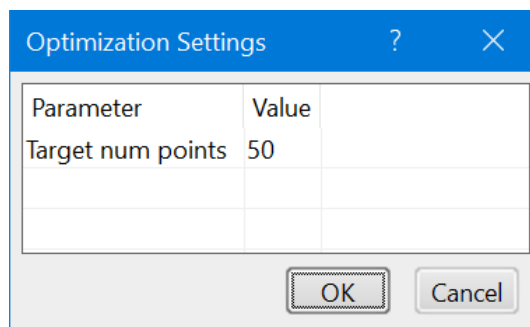 Optimization Settings ?
Parameter Value
Target num points 50
OK Cancel